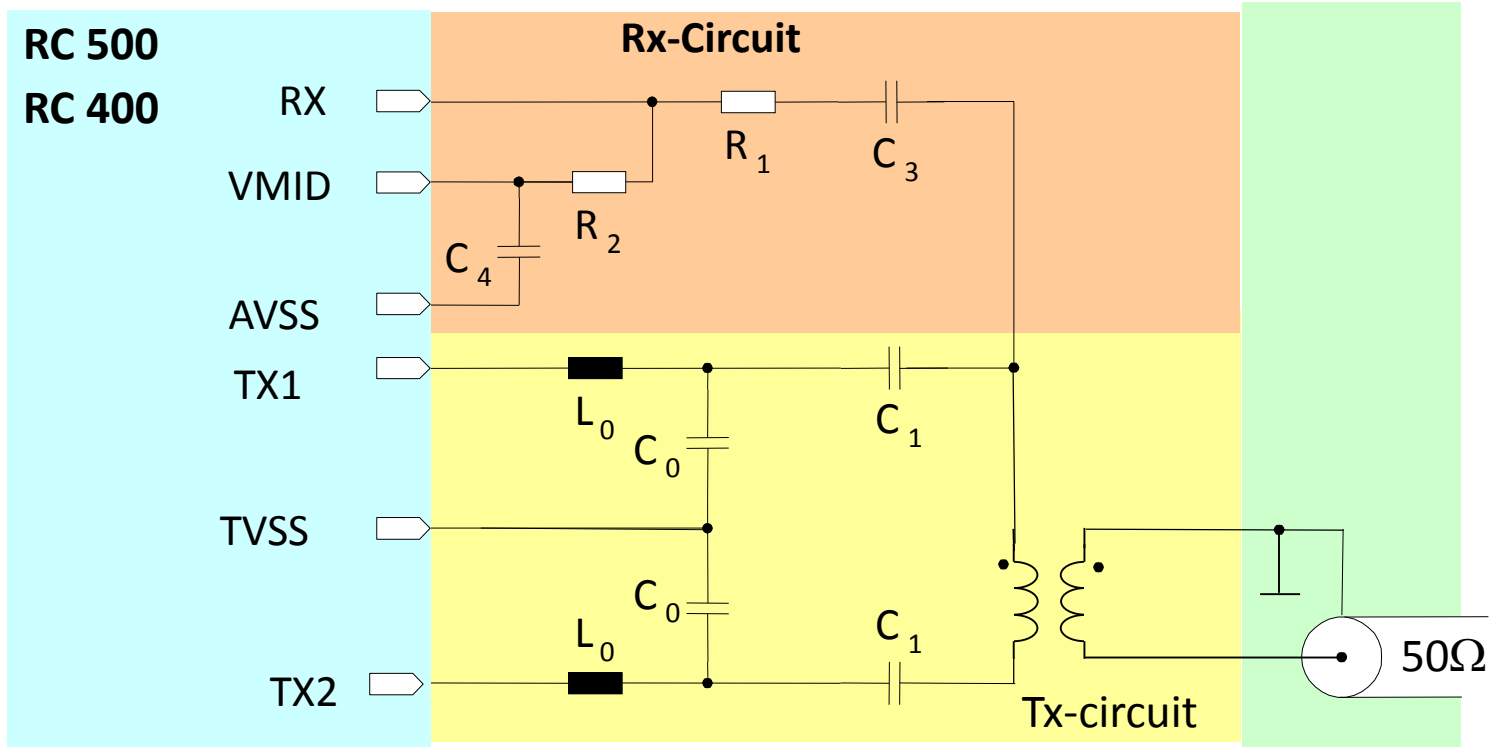 RC 500
Rx-Circuit
RC 400
RX
R 1
C 3
VMID
R 2
C 4
AVSS
TX1
L 0
C 1
C 0
TVSS
C 0
L 0
C 1
50Ω
TX2
Tx-circuit